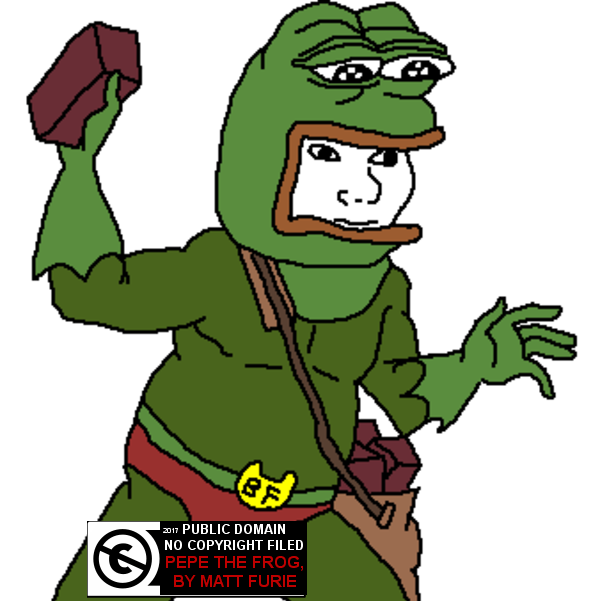 BF
2017 PUBLIC DOMAIN
NO COPYRIGHT FILED
PEPE THE FROG,
BY MATT FURIE